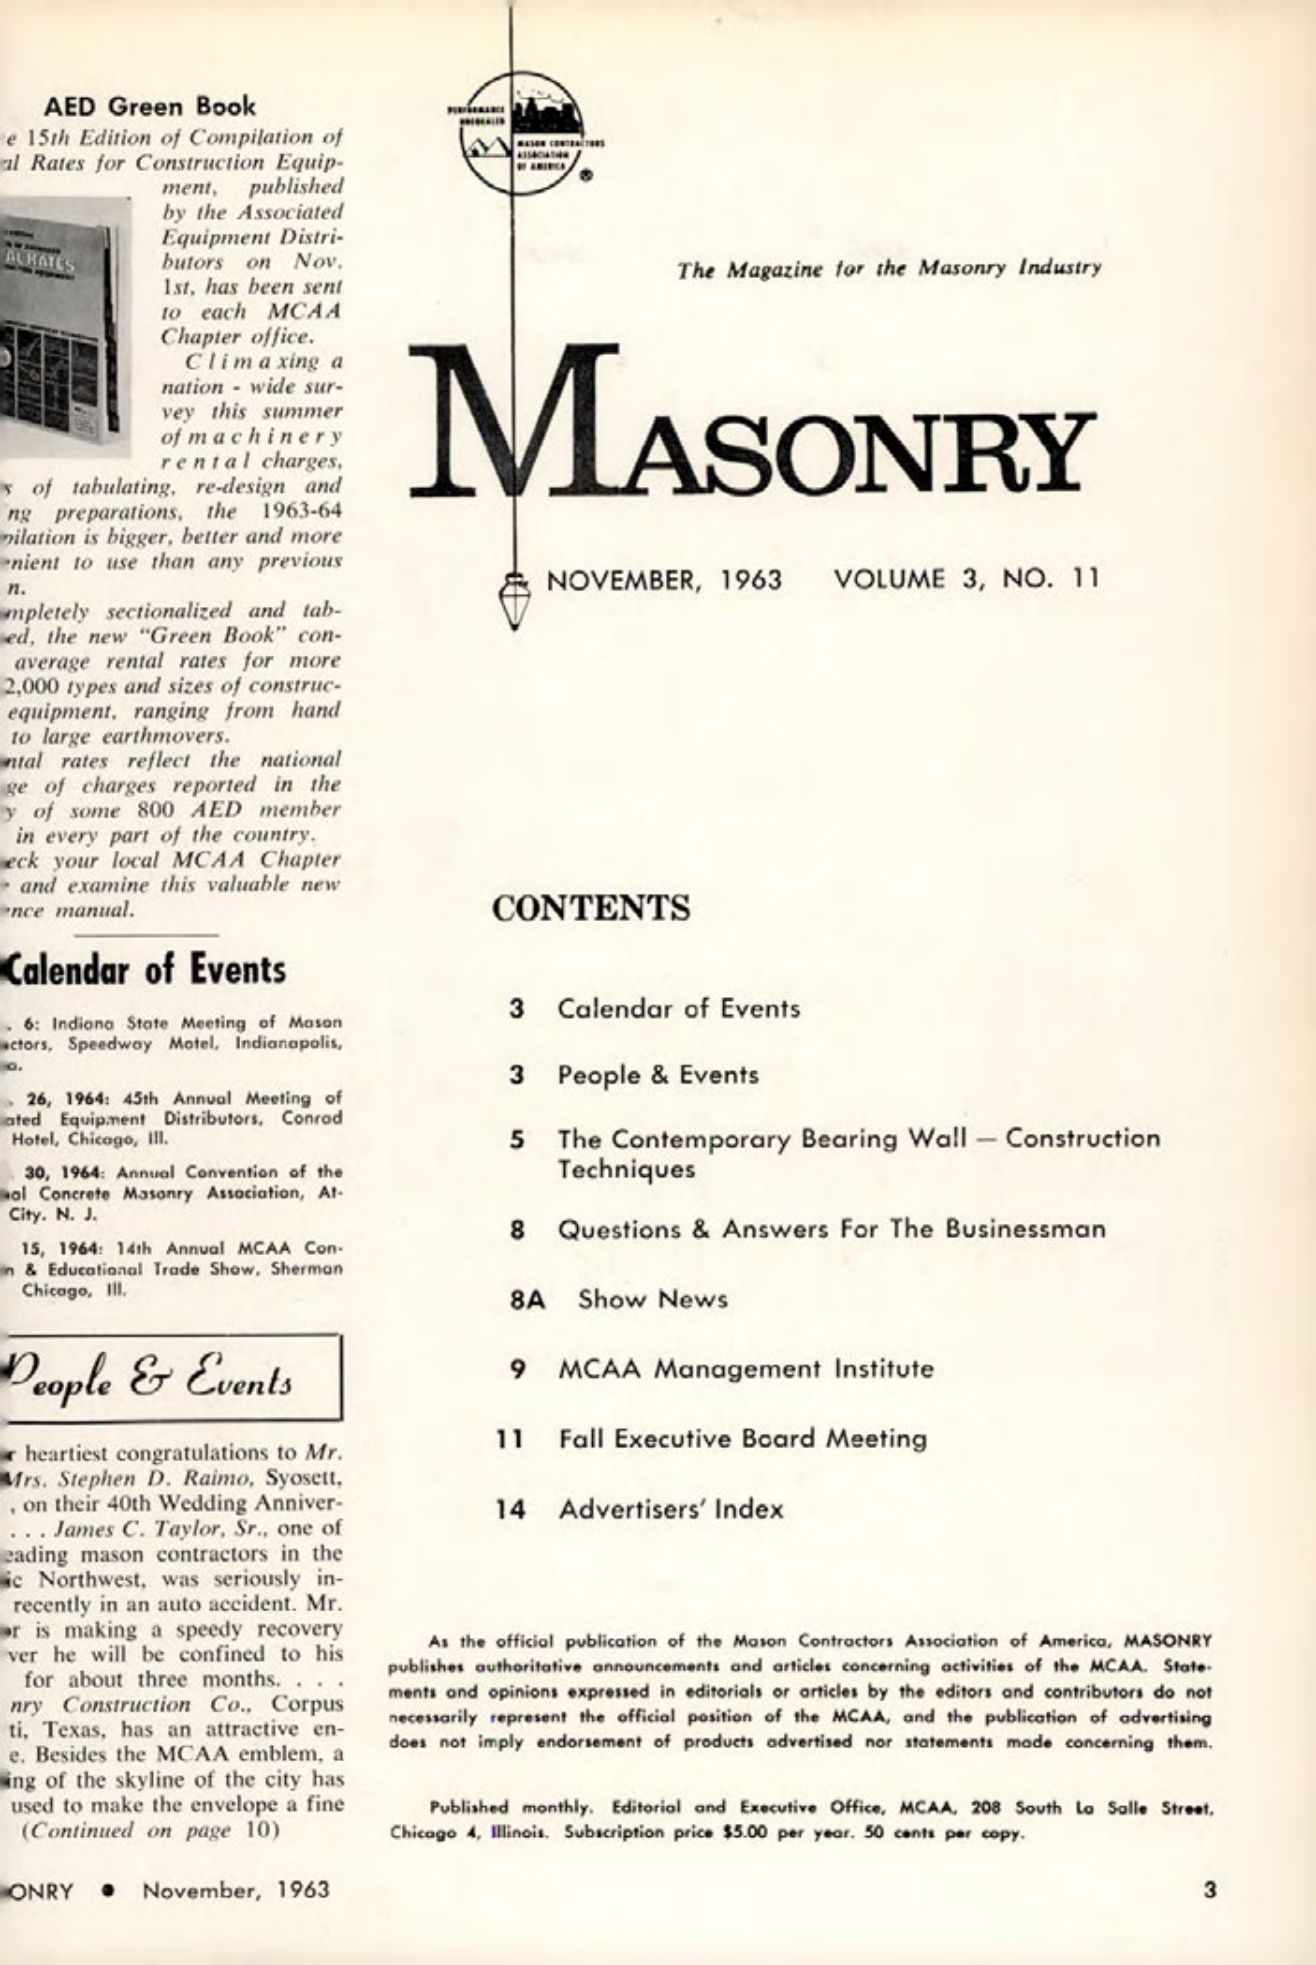 AED Green Book
e 15th Edition of Compilation of
al Rates for Construction Equip-
ment, published
by the Associated
Equipment Distri-
butors on Nov.
1st, has been sent
to each MCAA
Chapter office.
Climaxing a
nation - wide sur-
vey this summer
of machinery
rental charges,
s of tabulating, re-design and
ng preparations, the 1963-64
pilation is bigger, better and more
enient to use than any previous
n.
mpletely sectionalized and tab-
ed, the new "Green Book" con-
average rental rates for more
2,000 types and sizes of construc-
equipment, ranging from hand
to large earthmovers.
ntal rates reflect the national
ge of charges reported in the
y of some 800 AED member
in every part of the country.
eck your local MCAA Chapter
and examine this valuable new
ence manual.
Calendar of Events
. 6: Indiana State Meeting of Mason
actors, Speedway Motel, Indianapolis,
a.
. 26, 1964: 45th Annual Meeting of
ated Equipment Distributors, Conrad
Hotel, Chicago, Ill.
30, 1964: Annual Convention of the
nal Concrete Masonry Association, At-
City, N. J.
15, 1964: 14th Annual MCAA Con-
n & Educational Trade Show, Sherman
Chicago, Ill.
People & Events
r heartiest congratulations to Mr.
Mrs. Stephen D. Raimo, Syosett,
, on their 40th Wedding Anniver-
. . . James C. Taylor, Sr., one of
eading mason contractors in the
ic Northwest, was seriously in-
recently in an auto accident. Mr.
or is making a speedy recovery
ver he will be confined to his
for about three months. . . .
nry Construction Co., Corpus
ti, Texas, has an attractive en-
e. Besides the MCAA emblem, a
ing of the skyline of the city has
used to make the envelope a fine
(Continued on page 10)
ONRY • November, 1963
PERFORMANCE
UNEQUALED
MASON CONTRACTORS
ASSOCIATION
OF AMERICA
®
The Magazine for the Masonry Industry
MASONRY
NOVEMBER, 1963 VOLUME 3, NO. 11
CONTENTS
3 Calendar of Events
3 People & Events
5 The Contemporary Bearing Wall — Construction
Techniques
8 Questions & Answers For The Businessman
8A Show News
9 MCAA Management Institute
11 Fall Executive Board Meeting
14 Advertisers' Index
As the official publication of the Mason Contractors Association of America, MASONRY
publishes authoritative announcements and articles concerning activities of the MCAA. State-
ments and opinions expressed in editorials or articles by the editors and contributors do not
necessarily represent the official position of the MCAA, and the publication of advertising
does not imply endorsement of products advertised nor statements made concerning them.
Published monthly. Editorial and Executive Office, MCAA, 208 South La Salle Street,
Chicago 4, Illinois. Subscription price $5.00 per year. 50 cents per copy.
3